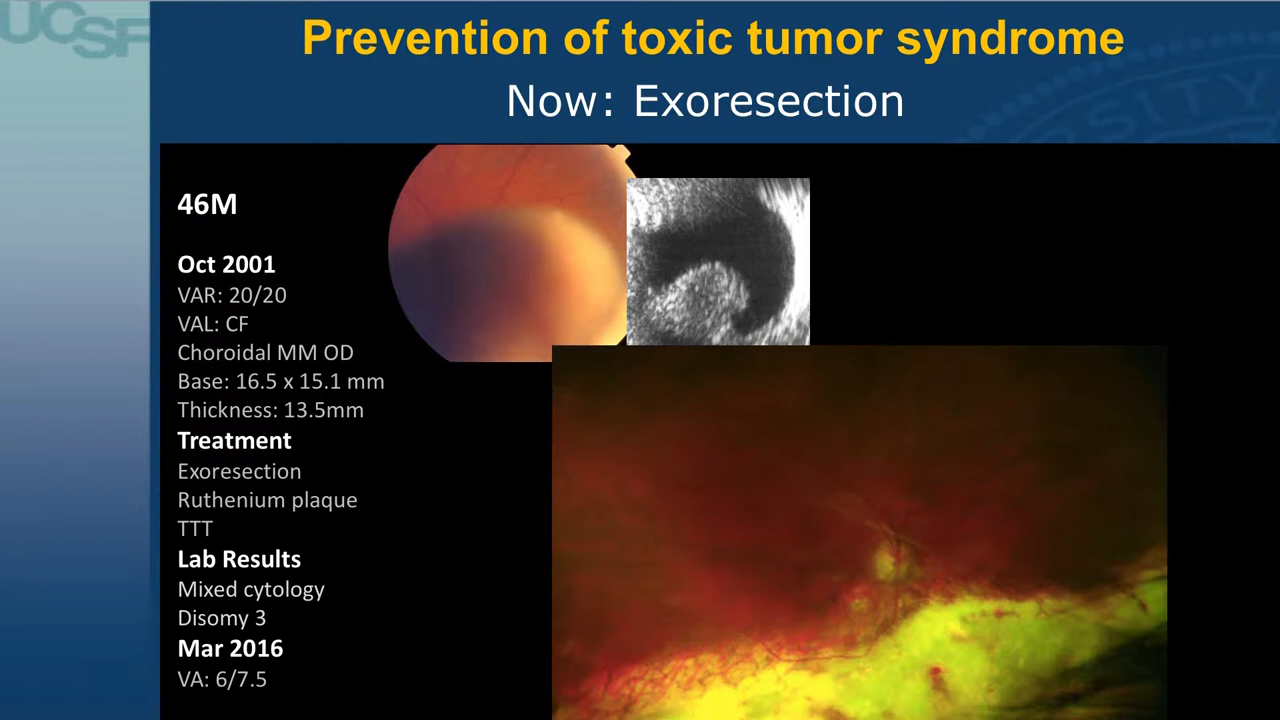 UCSF
Prevention of toxic tumor syndrome
Now: Exoresection
46M
Oct 2001
VAR: 20/20
VAL: CF
Choroidal MM OD
Base: 16.5 x 15.1 mm
Thickness: 13.5mm
Treatment
Exoresection
Ruthenium plaque
TTT
Lab Results
Mixed cytology
Disomy 3
Mar 2016
VA: 6/7.5